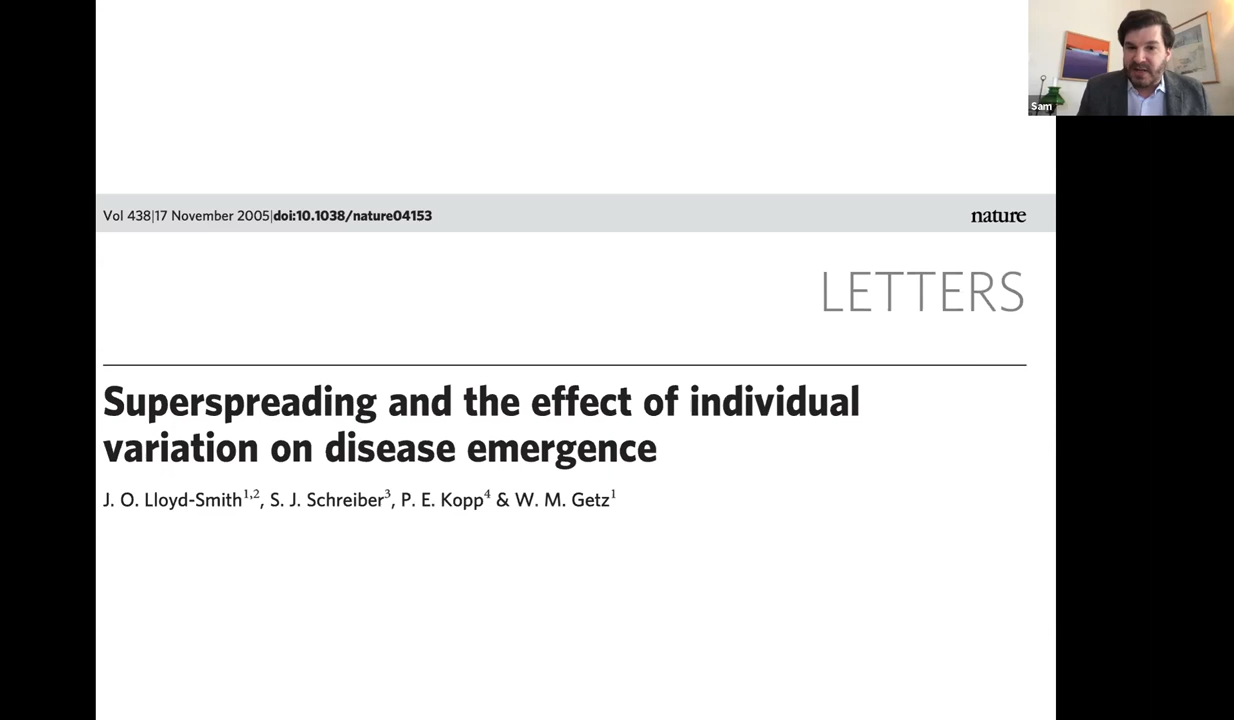 Sam
Vol 438|17 November 2005|doi:10.1038/nature04153
nature
LETTERS
Superspreading and the effect of individual
variation on disease emergence
J. O. Lloyd-Smith1,2, S. J. Schreiber3, P. E. Kopp4 & W. M. Getz1